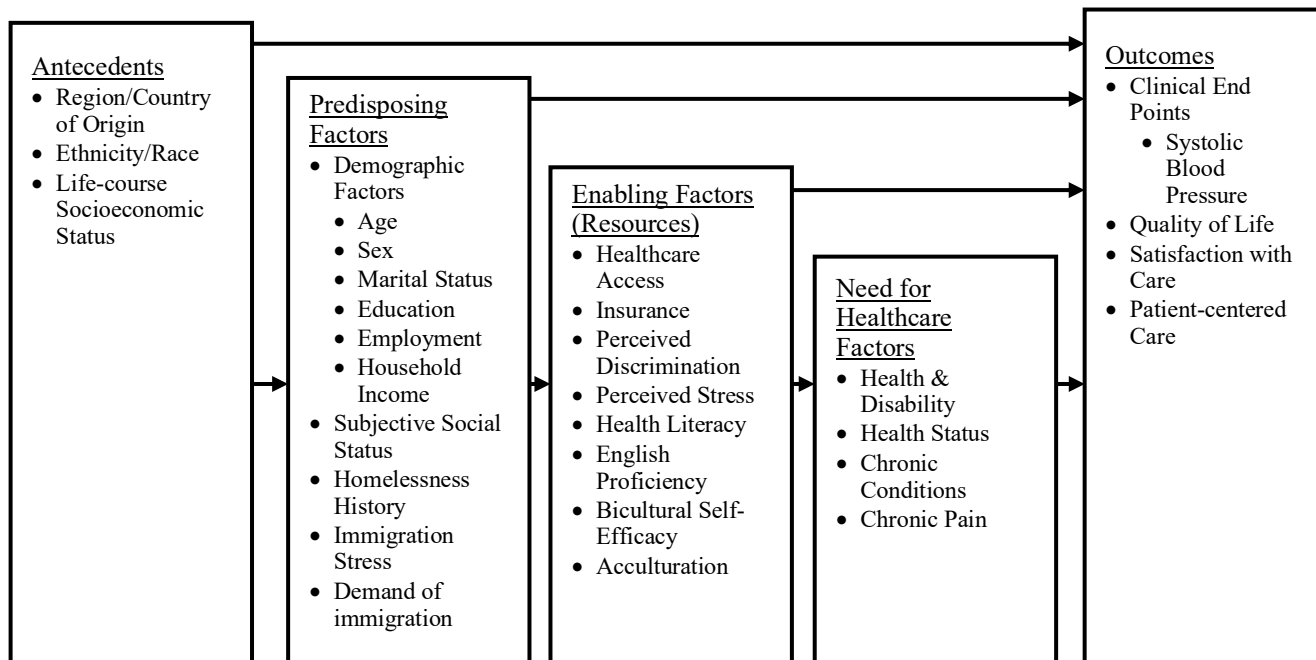 Antecedents
• Region/Country
of Origin
• Ethnicity/Race
• Life-course
Socioeconomic
Status
Predisposing
Factors
• Demographic
Factors
• Age
• Sex
• Marital Status
• Education
• Employment
• Household
Income
• Subjective Social
Status
• Homelessness
History
• Immigration
Stress
• Demand of
immigration
Enabling Factors
(Resources)
• Healthcare
Access
• Insurance
• Perceived
Discrimination
• Perceived Stress
• Health Literacy
• English
Proficiency
• Bicultural Self-
Efficacy
• Acculturation
Need for
Healthcare
Factors
• Health &
Disability
• Health Status
• Chronic
Conditions
• Chronic Pain
Outcomes
• Clinical End
Points
• Systolic
Blood
Pressure
• Quality of Life
• Satisfaction with
Care
• Patient-centered
Care